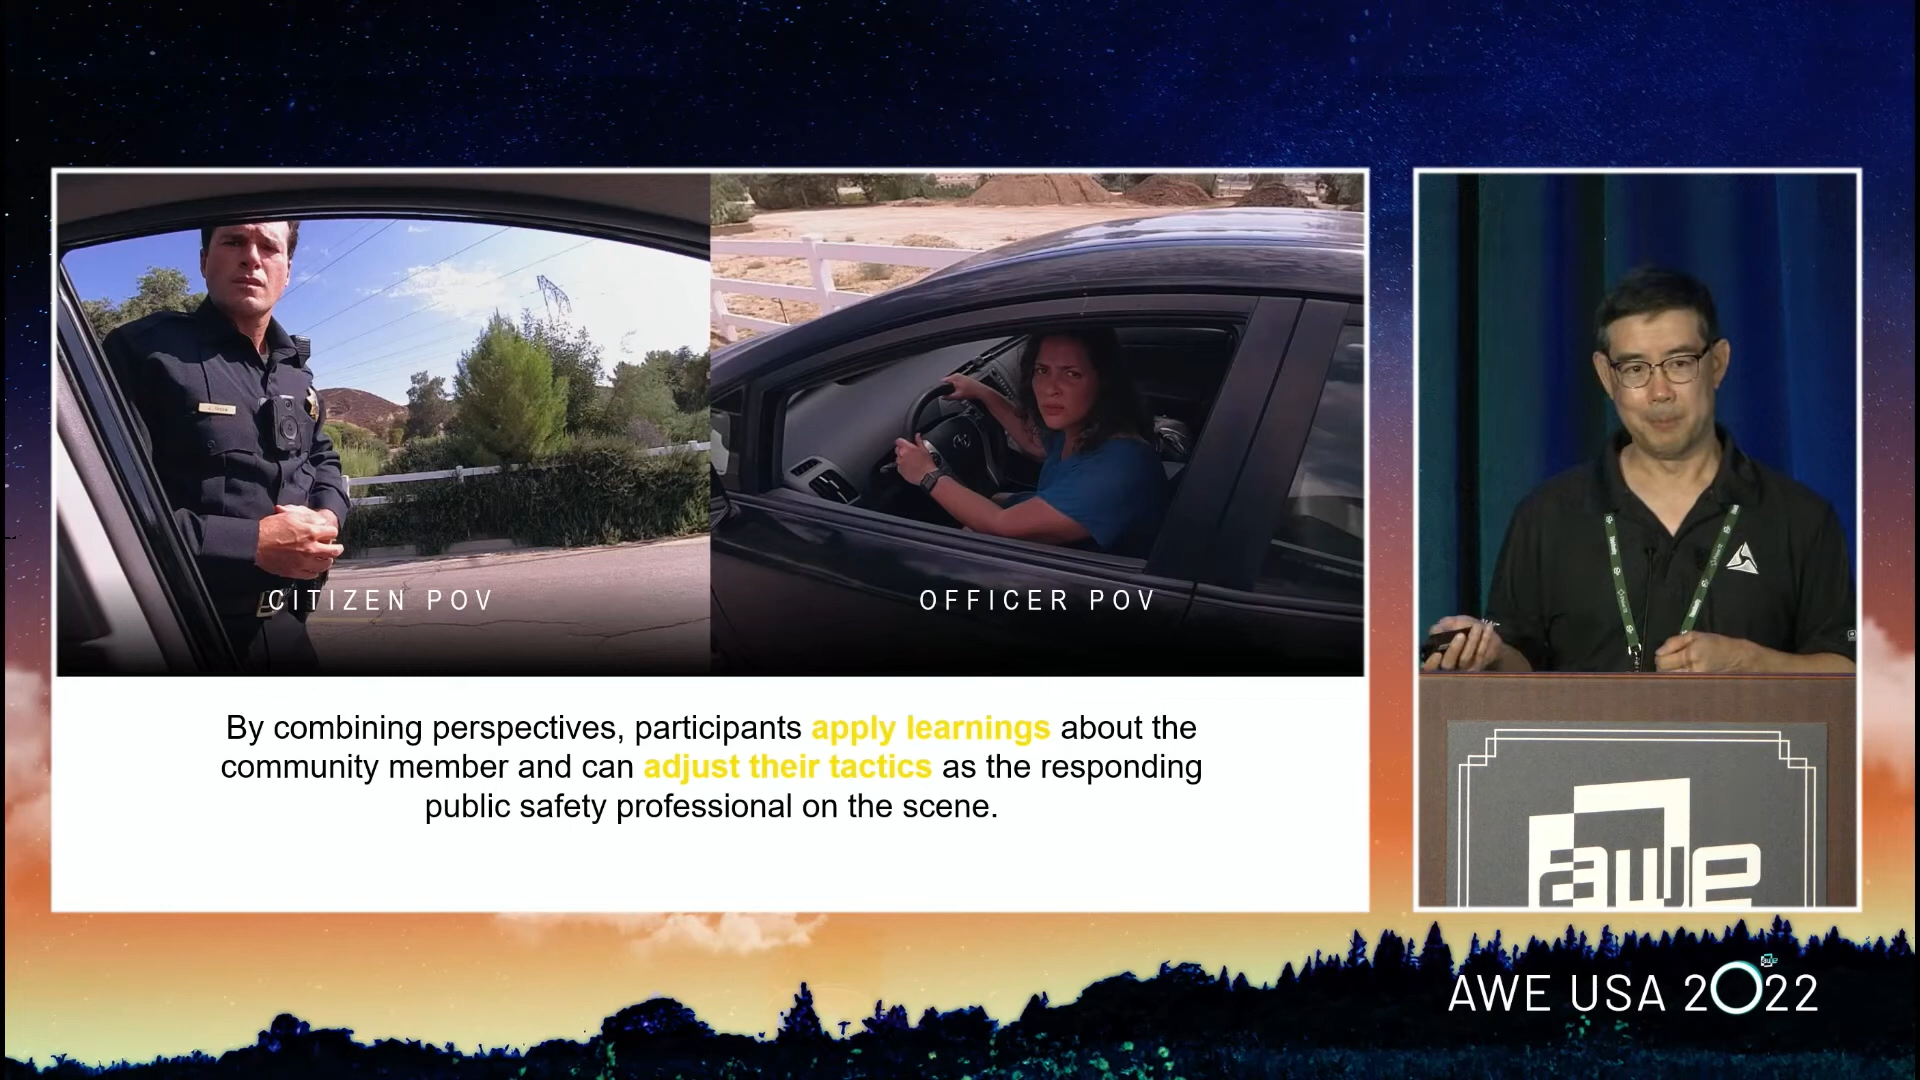 CITIZEN POV
OFFICER POV
By combining perspectives, participants apply learnings about the
community member and can adjust their tactics as the responding
public safety professional on the scene.
awe
AWE USA 2022